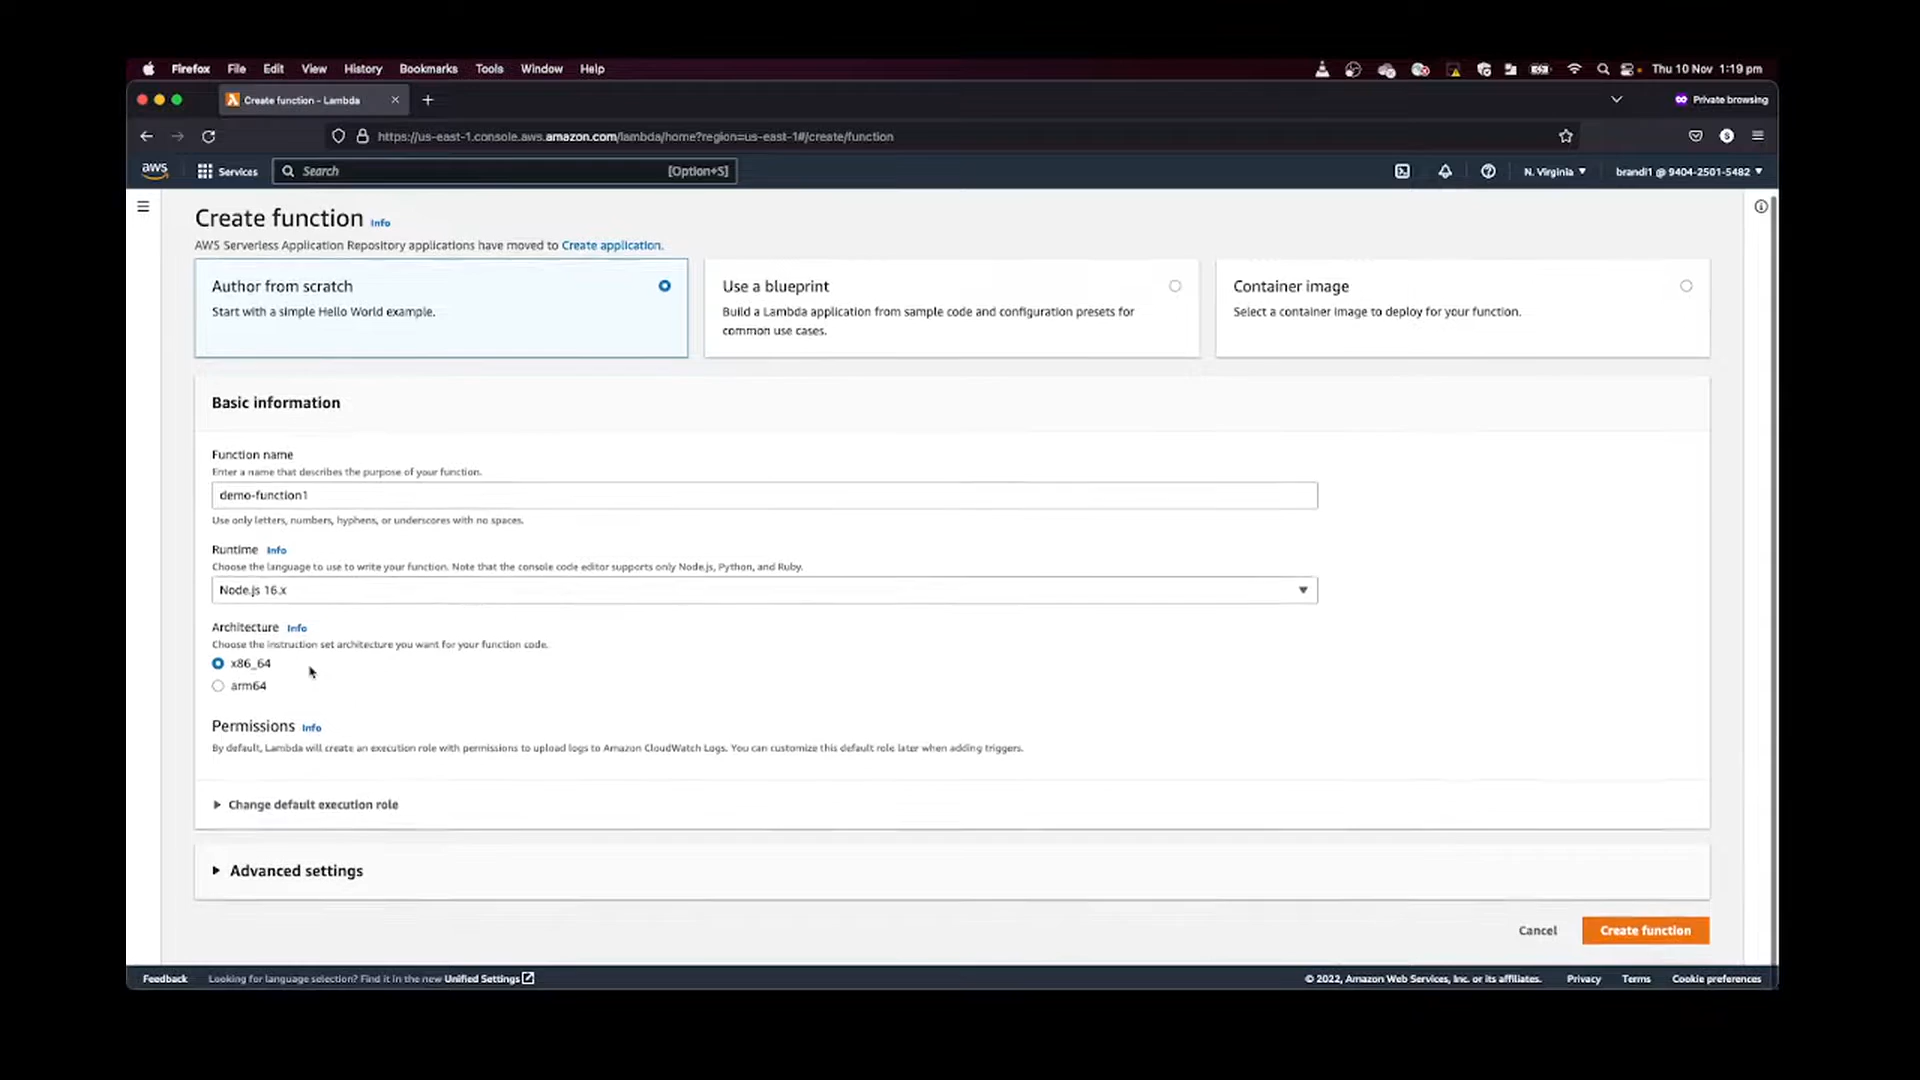 Firefox File Edit View History Bookmarks Tools Window Help Thu 10 Nov 1:19 pm
Create function - Lambda Private browsing
https://us-east-1.console.aws.amazon.com/lambda/home?region=us-east-1#/create/function
aws Services Search [Option+S] N. Virginia brandi1 @ 9404-2501-5482
Create function Info
AWS Serverless Application Repository applications have moved to Create application.
Author from scratch
Start with a simple Hello World example.
Use a blueprint
Build a Lambda application from sample code and configuration presets for
common use cases.
Container image
Select a container image to deploy for your function.
Basic information
Function name
Enter a name that describes the purpose of your function.
demo-function1
Use only letters, numbers, hyphens, or underscores with no spaces.
Runtime Info
Choose the language to use to write your function. Note that the console code editor supports only Node.js, Python, and Ruby.
Node.js 16.x
Architecture Info
Choose the instruction set architecture you want for your function code.
x86_64
arm64
Permissions Info
By default, Lambda will create an execution role with permissions to upload logs to Amazon CloudWatch Logs. You can customize this default role later when adding triggers.
Change default execution role
Advanced settings
Cancel Create function
Feedback Looking for language selection? Find it in the new Unified Settings © 2022, Amazon Web Services, Inc. or its affiliates. Privacy Terms Cookie preferences